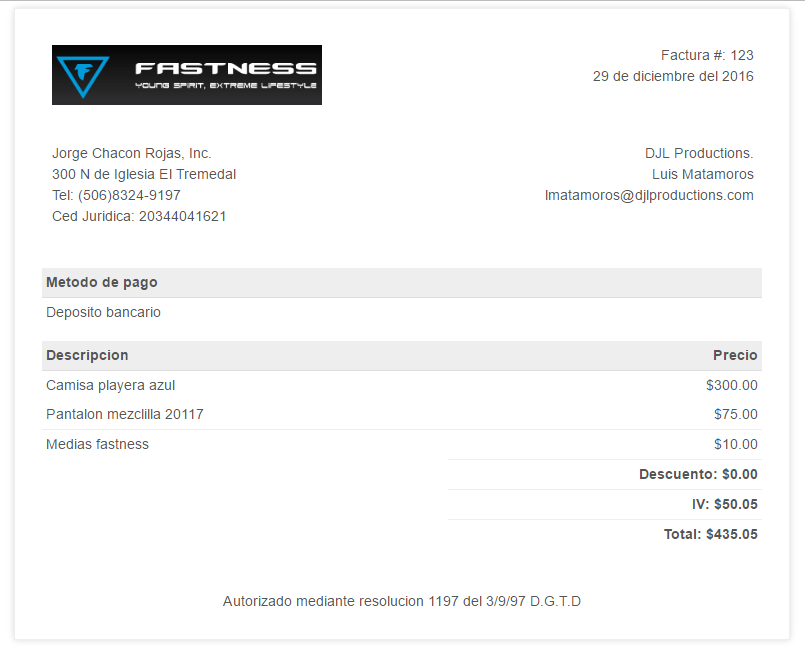 FASTNESS
YOUNG SPIRIT, EXTREME LIFESTYLE
Factura #: 123
29 de diciembre del 2016
Jorge Chacon Rojas, Inc.
300 N de Iglesia El Tremedal
Tel: (506)8324-9197
Ced Juridica: 20344041621
DJL Productions.
Luis Matamoros
lmatamoros@djlproductions.com
Metodo de pago
Deposito bancario
Descripcion Precio
Camisa playera azul $300.00
Pantalon mezclilla 20117 $75.00
Medias fastness $10.00
Descuento: $0.00
IV: $50.05
Total: $435.05
Autorizado mediante resolucion 1197 del 3/9/97 D.G.T.D